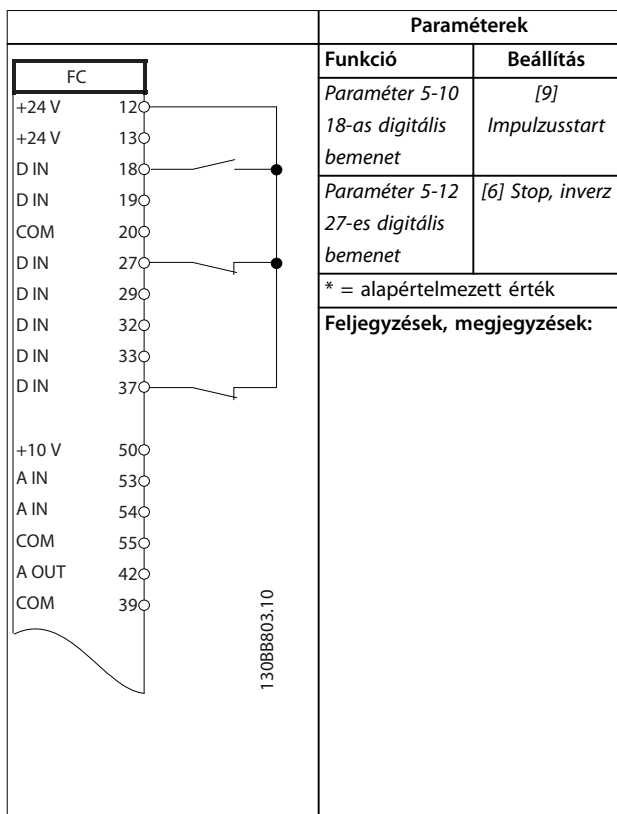 FC
+24 V 12
+24 V 13
D IN 18
D IN 19
COM 20
D IN 27
D IN 29
D IN 32
D IN 33
D IN 37
+10 V 50
A IN 53
A IN 54
COM 55
A OUT 42
COM 39
130BB803.10
Paraméterek
Funkció Beállítás
Paraméter 5-10 [9]
18-as digitális Impulzusstart
bemenet
Paraméter 5-12 [6] Stop, inverz
27-es digitális
bemenet
* = alapértelmezett érték
Feljegyzések, megjegyzések: